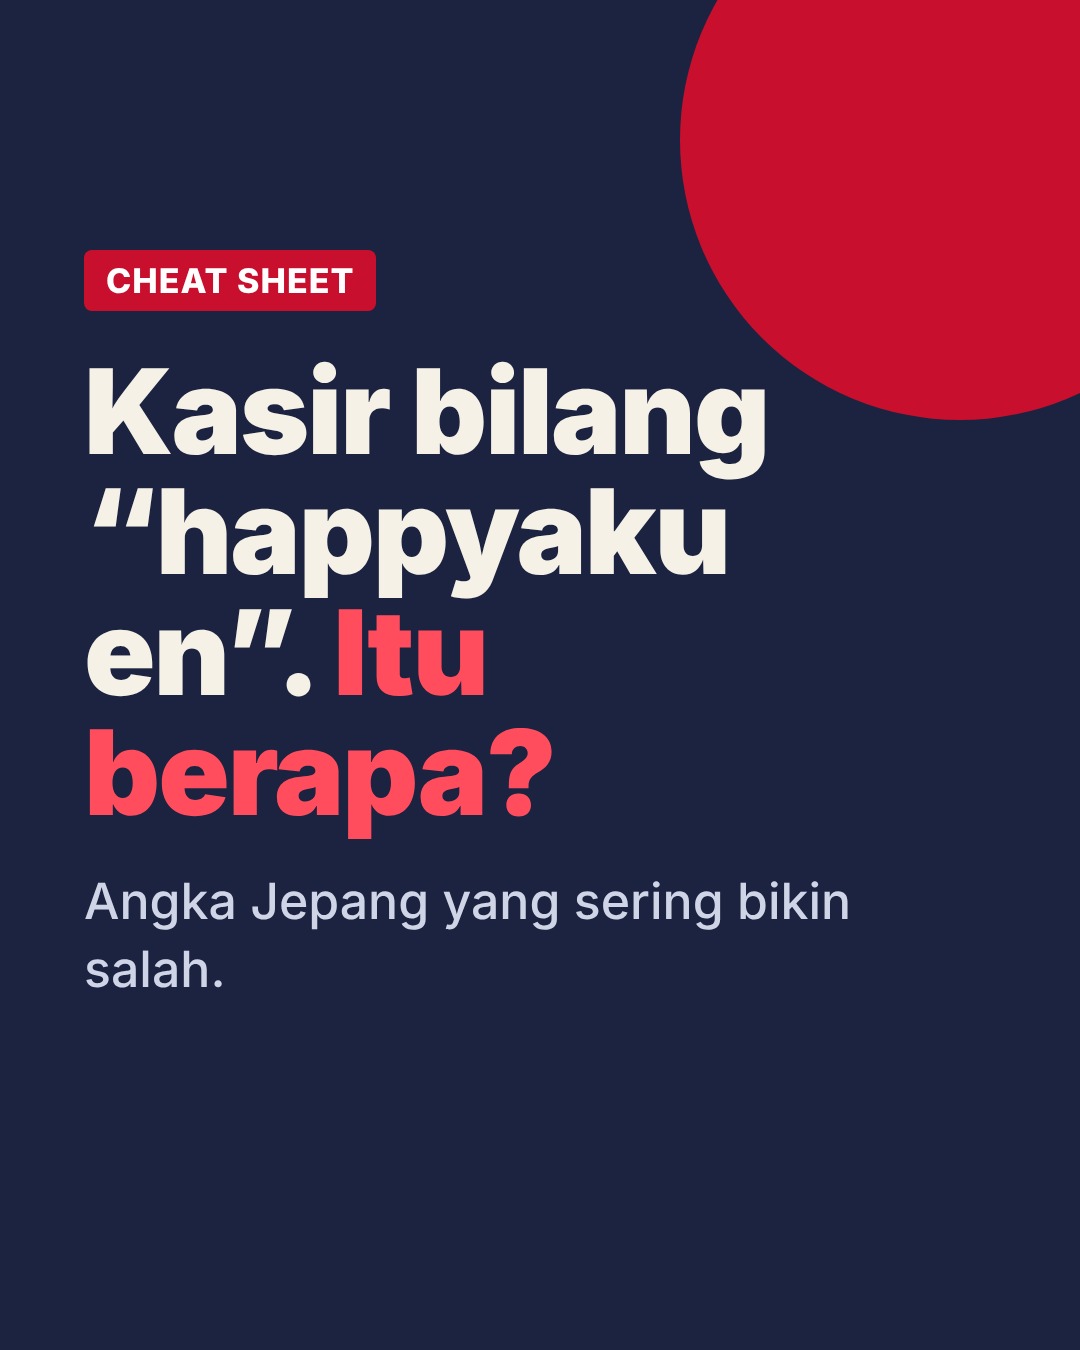 CHEAT SHEET
Kasir bilang
“happyaku
en”. Itu
berapa?
Angka Jepang yang sering bikin
salah.